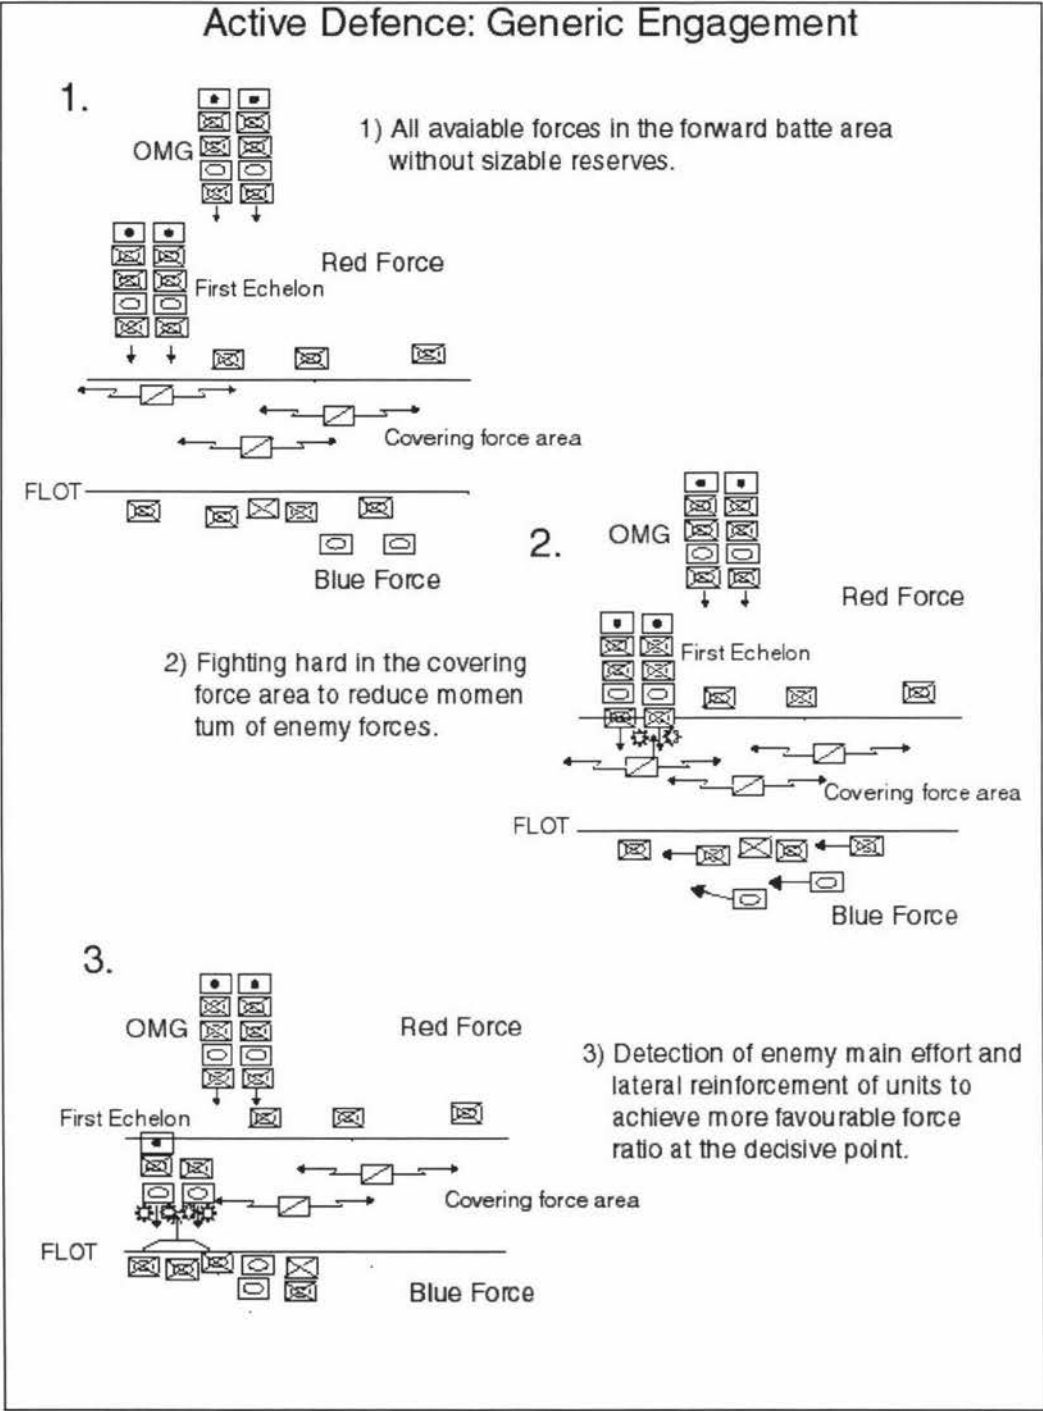 Active Defence: Generic Engagement
1.
1) All avaiable forces in the forward batte area
without sizable reserves.
OMG
Red Force
First Echelon
Covering force area
FLOT
Blue Force
2.
OMG
Red Force
First Echelon
2) Fighting hard in the covering
force area to reduce momen
tum of enemy forces.
Covering force area
FLOT
Blue Force
3.
OMG
Red Force
3) Detection of enemy main effort and
lateral reinforcement of units to
achieve more favourable force
ratio at the decisive point.
First Echelon
Covering force area
FLOT
Blue Force